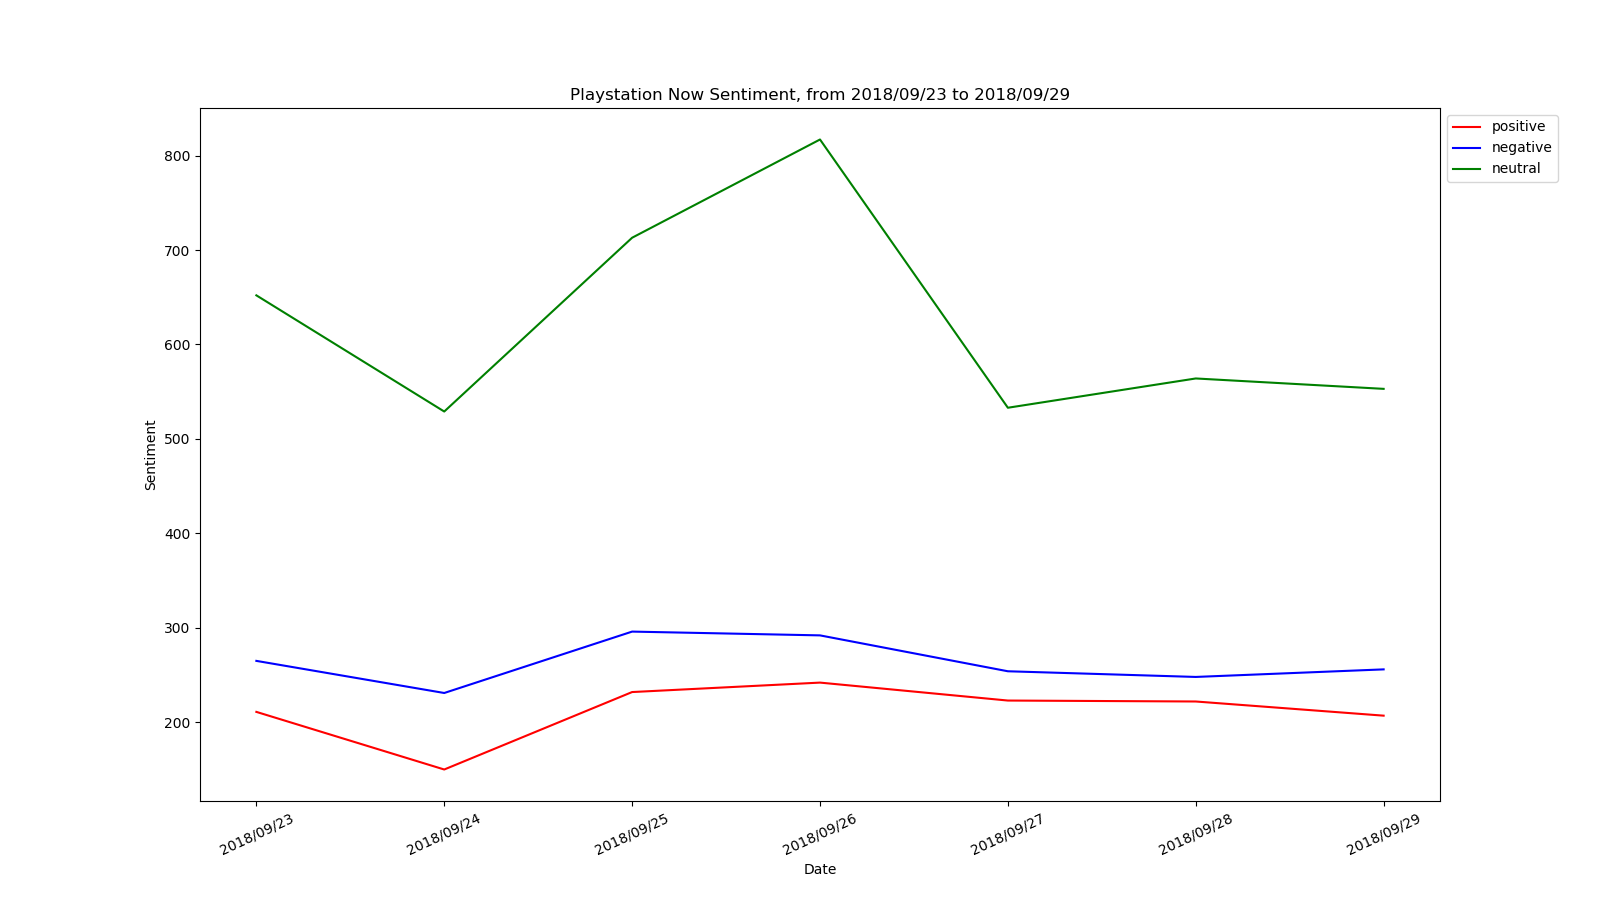 Playstation Now Sentiment, from 2018/09/23 to 2018/09/29
positive
negative
neutral
800
700
600
500
400
300
200
Sentiment
2018/09/23
2018/09/24
2018/09/25
2018/09/26
2018/09/27
2018/09/28
2018/09/29
Date